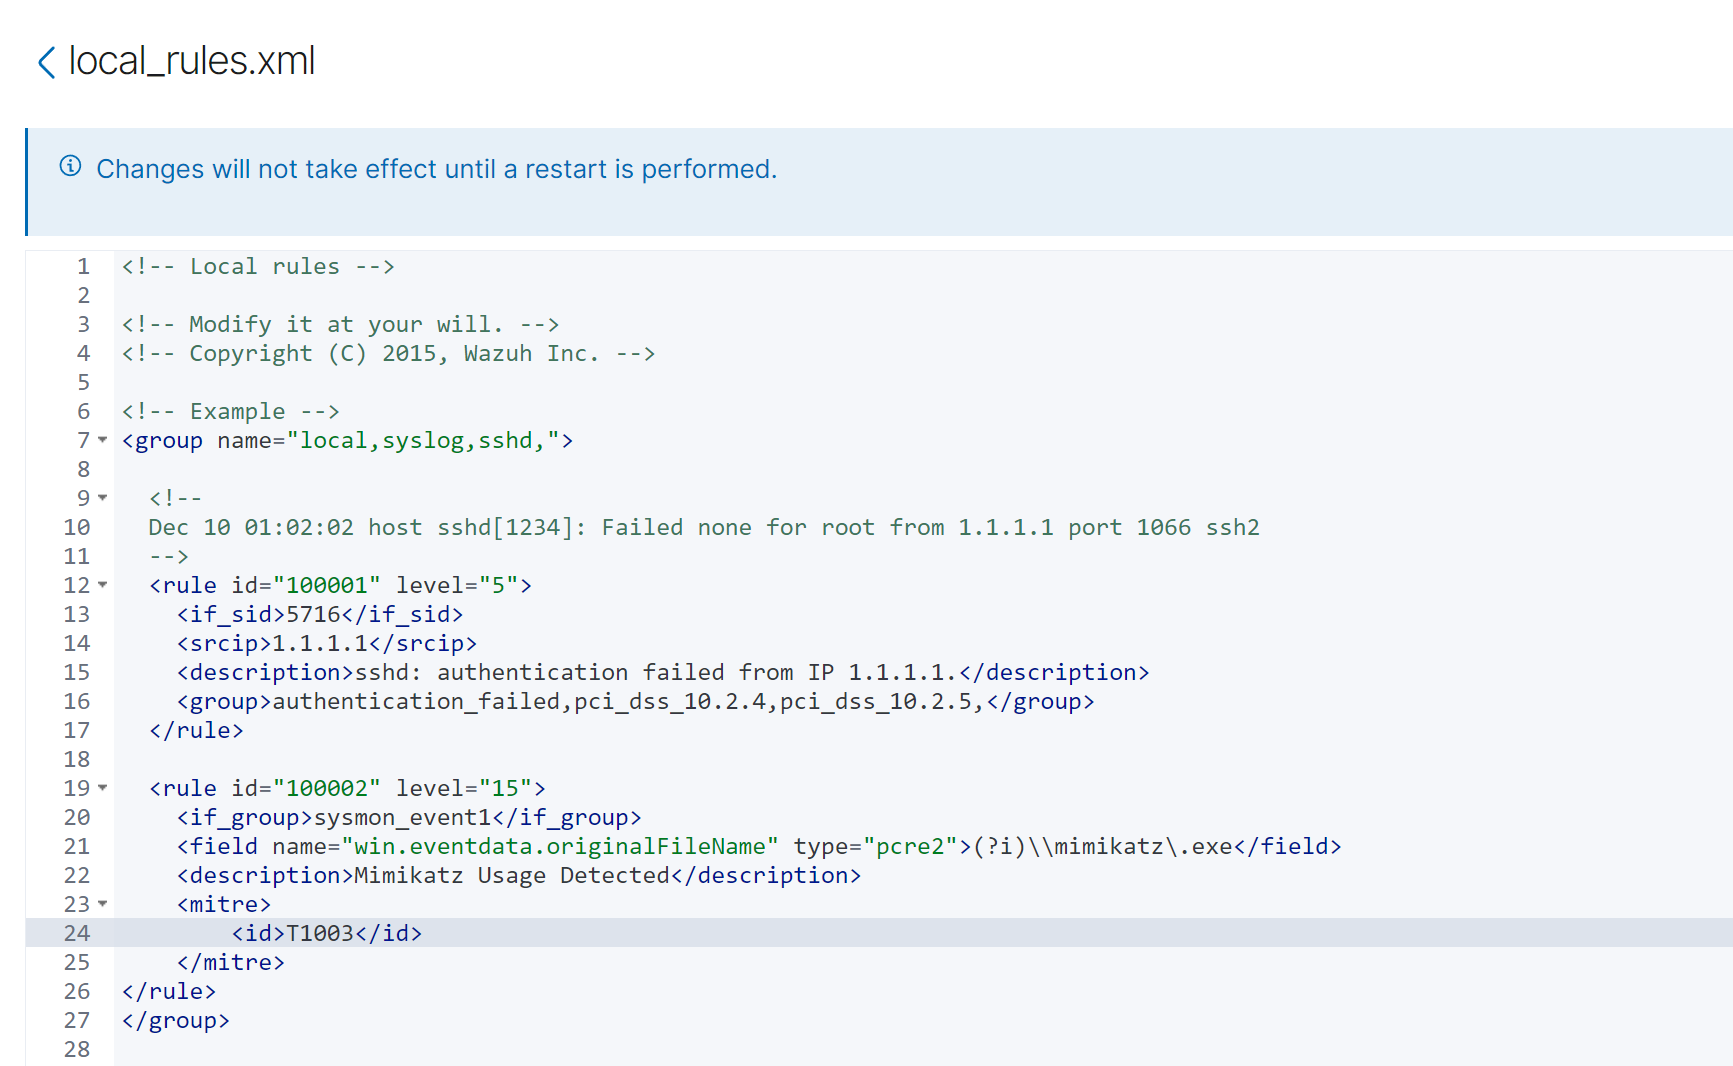 local_rules.xml
Changes will not take effect until a restart is performed.
1 <!-- Local rules -->
2
3 <!-- Modify it at your will. -->
4 <!-- Copyright (C) 2015, Wazuh Inc. -->
5
6 <!-- Example -->
7 <group name="local,syslog,sshd,">
8
9   <!--
10   Dec 10 01:02:02 host sshd[1234]: Failed none for root from 1.1.1.1 port 1066 ssh2
11   -->
12   <rule id="100001" level="5">
13     <if_sid>5716</if_sid>
14     <srcip>1.1.1.1</srcip>
15     <description>sshd: authentication failed from IP 1.1.1.1.</description>
16     <group>authentication_failed,pci_dss_10.2.4,pci_dss_10.2.5,</group>
17   </rule>
18
19   <rule id="100002" level="15">
20     <if_group>sysmon_event1</if_group>
21     <field name="win.eventdata.originalFileName" type="pcre2">(?i)\\mimikatz\.exe</field>
22     <description>Mimikatz Usage Detected</description>
23     <mitre>
24         <id>T1003</id>
25     </mitre>
26 </rule>
27 </group>
28